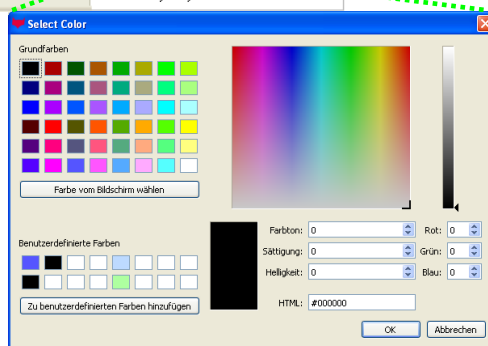 Select Color
Grundfarben
Farbe vom Bildschirm wählen
Benutzerdefinierte Farben
Zu benutzerdefinierten Farben hinzufügen
Farbton: 0 Rot: 0
Sättigung: 0 Grün: 0
Helligkeit: 0 Blau: 0
HTML: #000000
OK Abbrechen